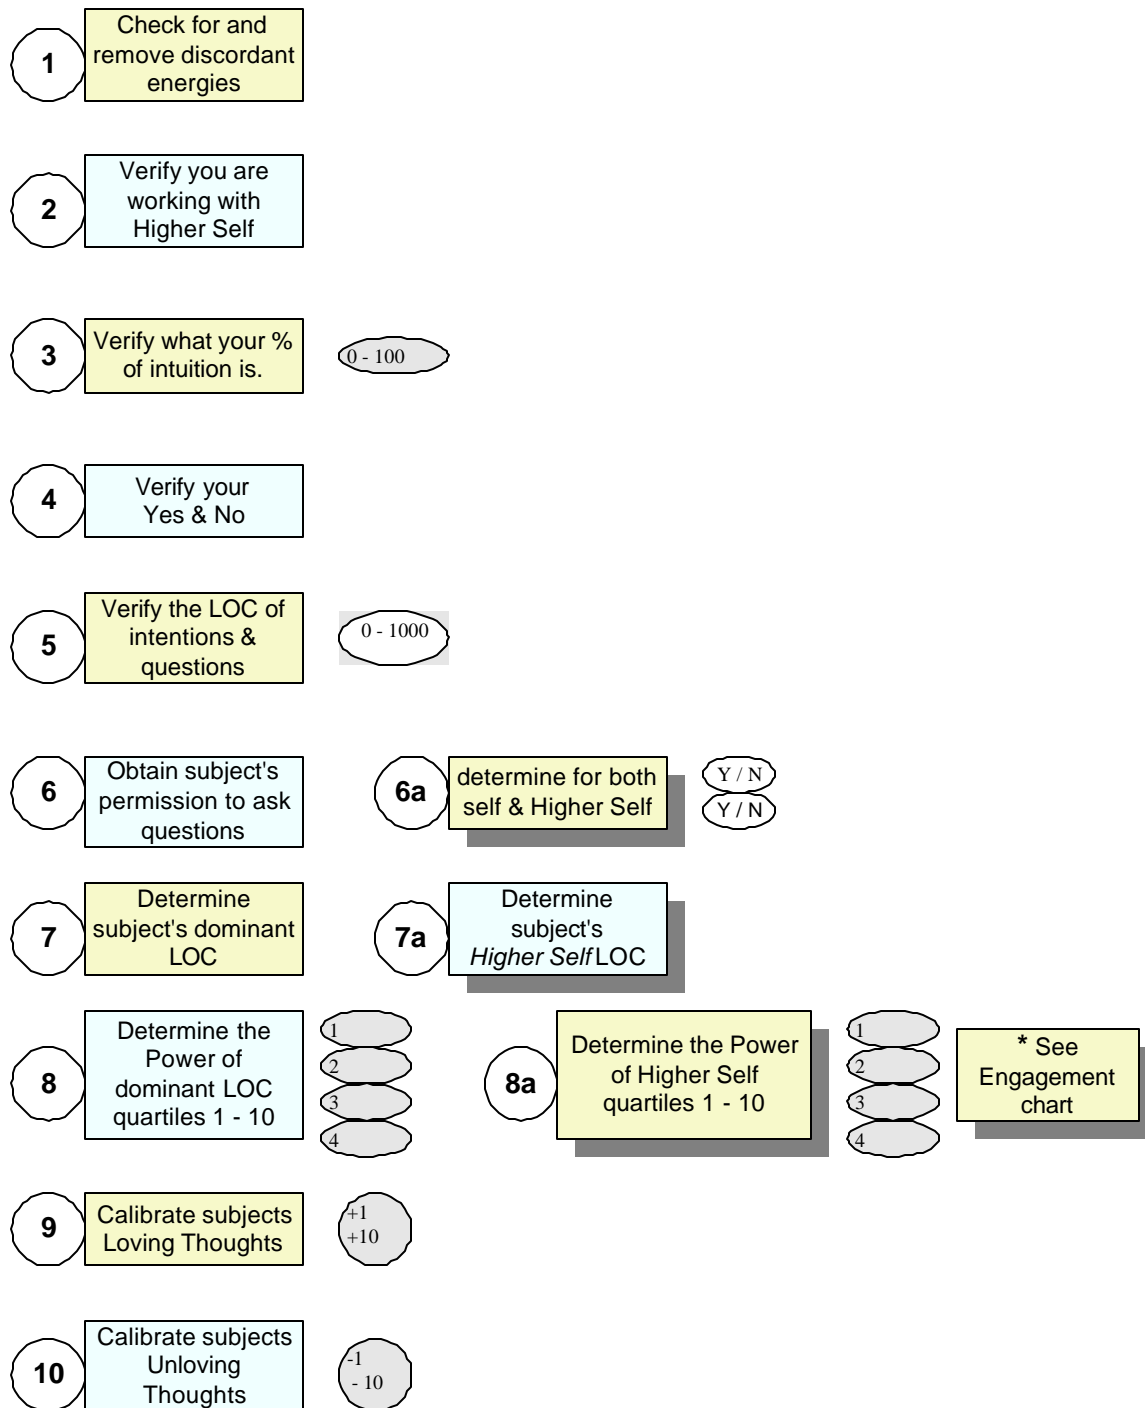 1
Check for and
remove discordant
energies
2
Verify you are
working with
Higher Self
3
Verify what your %
of intuition is.
0 - 100
4
Verify your
Yes & No
5
Verify the LOC of
intentions &
questions
0 - 1000
6
Obtain subject's
permission to ask
questions
6a
determine for both
self & Higher Self
Y / N
Y / N
7
Determine
subject's dominant
LOC
7a
Determine
subject's
Higher Self LOC
8
Determine the
Power of
dominant LOC
quartiles 1 - 10
1
2
3
4
8a
Determine the Power
of Higher Self
quartiles 1 - 10
1
2
3
4
* See
Engagement
chart
9
Calibrate subjects
Loving Thoughts
+1
+10
10
Calibrate subjects
Unloving
Thoughts
-1
- 10